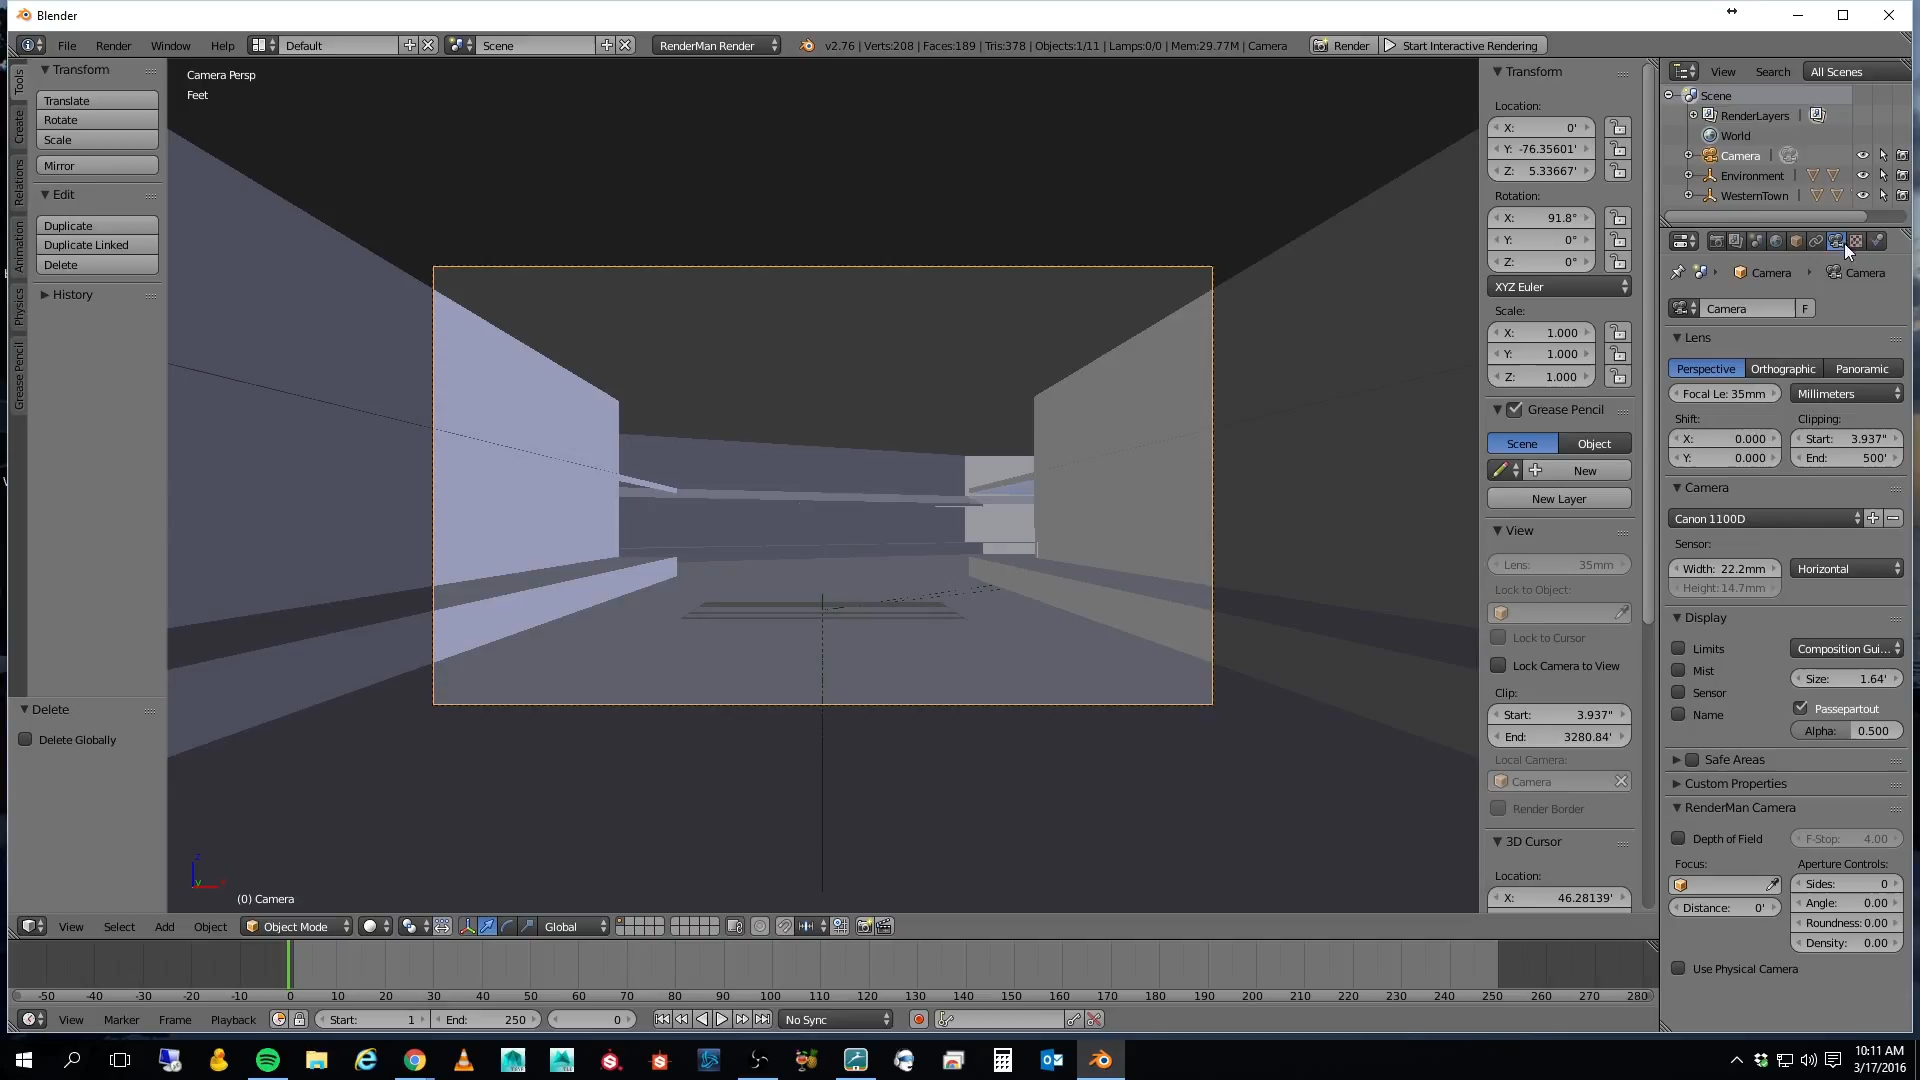 Blender
File Render Window Help Default Scene RenderMan Render v2.76 | Verts:208 | Faces:189 | Tris:378 | Objects:1/11 | Lamps:0/0 | Mem:29.77M | Camera Render Start Interactive Rendering
Tools
Create
Relations
Animation
Physics
Grease Pencil
Transform
Translate
Rotate
Scale
Mirror
Edit
Duplicate
Duplicate Linked
Delete
History
Delete
Delete Globally
Camera Persp
Feet
(0) Camera
Transform
Location:
X: 0'
Y: -76.35601'
Z: 5.33667'
Rotation:
X: 91.8°
Y: 0°
Z: 0°
XYZ Euler
Scale:
X: 1.000
Y: 1.000
Z: 1.000
Grease Pencil
Scene Object
New
New Layer
View
Lens: 35mm
Lock to Object:
Lock to Cursor
Lock Camera to View
Clip:
Start: 3.937"
End: 3280.84'
Local Camera:
Camera
Render Border
3D Cursor
Location:
X: 46.28139'
View Search All Scenes
Scene
RenderLayers
World
Camera
Environment
WesternTown
Camera Camera
Camera F
Lens
Perspective Orthographic Panoramic
Focal Le: 35mm Millimeters
Shift: Clipping:
X: 0.000 Start: 3.937"
Y: 0.000 End: 500'
Camera
Canon 1100D
Sensor:
Width: 22.2mm Horizontal
Height:14.7mm
Display
Limits Composition Gui...
Mist Size: 1.64'
Sensor
Name Passepartout
Alpha: 0.500
Safe Areas
Custom Properties
RenderMan Camera
Depth of Field F-Stop: 4.00
Focus: Aperture Controls:
Sides: 0
Distance: 0' Angle: 0.00
Roundness: 0.00
Density: 0.00
Use Physical Camera
View Select Add Object Object Mode Global
-50 -40 -30 -20 -10 0 10 20 30 40 50 60 70 80 90 100 110 120 130 140 150 160 170 180 190 200 210 220 230 240 250 260 270 280
View Marker Frame Playback Start: 1 End: 250 0 No Sync
10:11 AM
3/17/2016